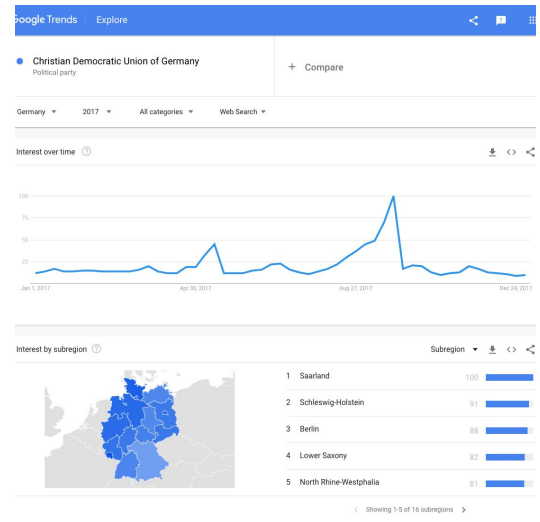 Google Trends Explore
Christian Democratic Union of Germany
Political party
+ Compare
Germany 2017 All categories Web Search
Interest over time
100
75
50
25
Jan 1, 2017 Apr 30, 2017 Aug 27, 2017 Dec 24, 2017
Interest by subregion Subregion
1 Saarland 100
2 Schleswig-Holstein 91
3 Berlin 88
4 Lower Saxony 82
5 North Rhine-Westphalia 81
Showing 1-5 of 16 subregions